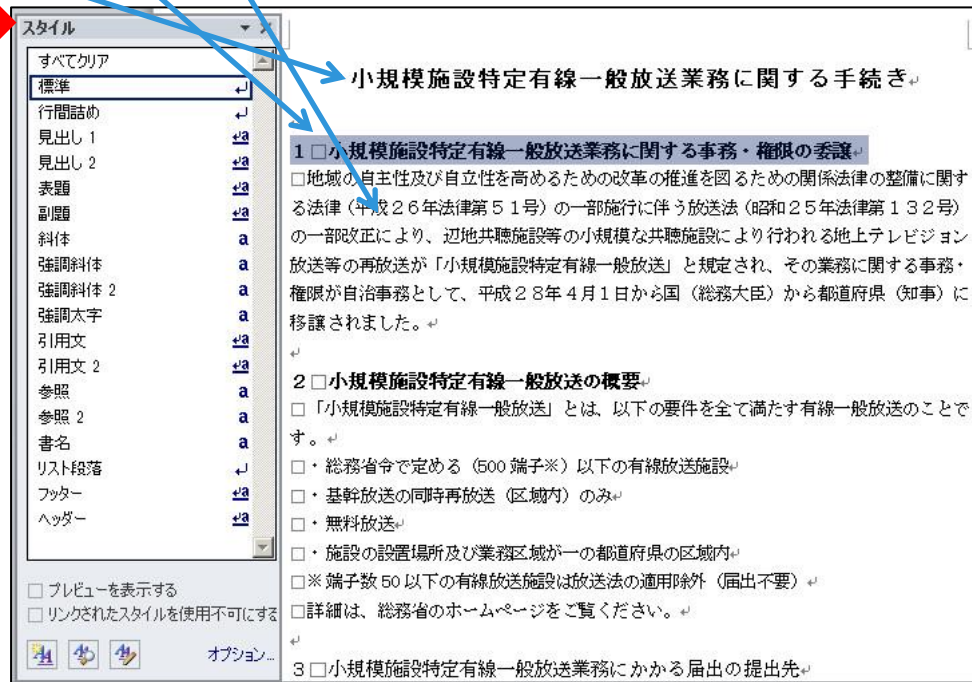 スタイル
すべてクリア
標準
行間詰め
見出し 1
見出し 2
表題
副題
斜体
強調斜体
強調斜体 2
強調太字
引用文
引用文 2
参照
参照 2
書名
リスト段落
フッター
ヘッダー
プレビューを表示する
リンクされたスタイルを使用不可にする
オプション...
小規模施設特定有線一般放送業務に関する手続き
1□小規模施設特定有線一般放送業務に関する事務・権限の委譲
□地域の自主性及び自立性を高めるための改革の推進を図るための関係法律の整備に関す
る法律（平成26年法律第51号）の一部施行に伴う放送法（昭和25年法律第132号）
の一部改正により、辺地共聴施設等の小規模な共聴施設により行われる地上テレビジョン
放送等の再放送が「小規模施設特定有線一般放送」と規定され、その業務に関する事務・
権限が自治事務として、平成28年4月1日から国（総務大臣）から都道府県（知事）に
移譲されました。
2□小規模施設特定有線一般放送の概要
□「小規模施設特定有線一般放送」とは、以下の要件を全て満たす有線一般放送のことで
す。
□・総務省令で定める（500 端子※）以下の有線放送施設
□・基幹放送の同時再放送（区域内）のみ
□・無料放送
□・施設の設置場所及び業務区域が一の都道府県の区域内
□※端子数 50 以下の有線放送施設は放送法の適用除外（届出不要）
□詳細は、総務省のホームページをご覧ください。
3□小規模施設特定有線一般放送業務にかかる届出の提出先